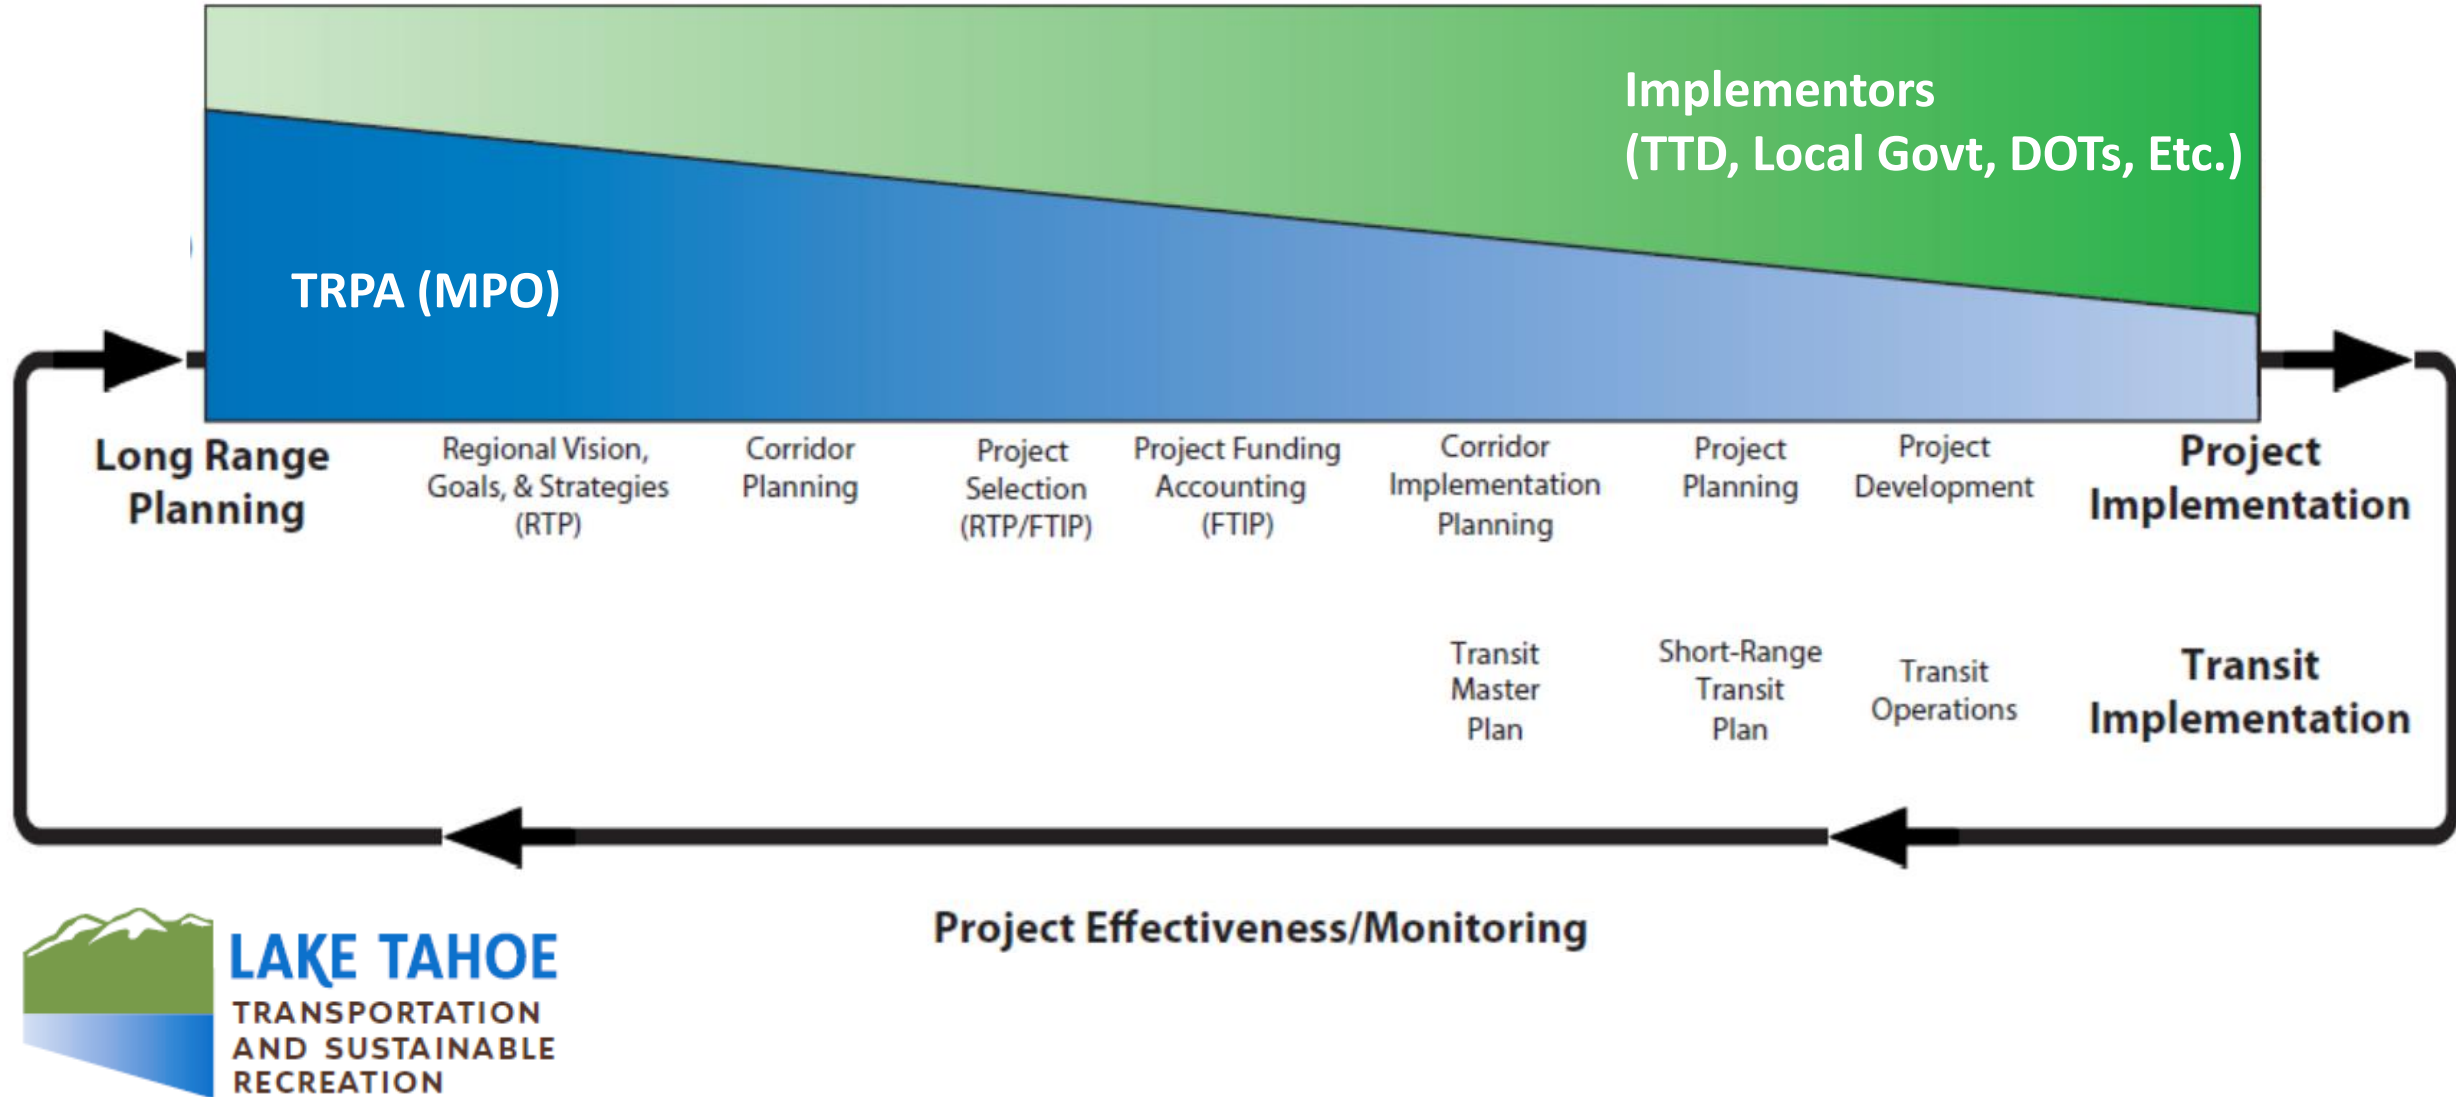 Implementors
(TTD, Local Govt, DOTs, Etc.)
TRPA (MPO)
Long Range
Planning
Regional Vision,
Goals, & Strategies
(RTP)
Corridor
Planning
Project
Selection
(RTP/FTIP)
Project Funding
Accounting
(FTIP)
Corridor
Implementation
Planning
Project
Planning
Project
Development
Project
Implementation
Transit
Master
Plan
Short-Range
Transit
Plan
Transit
Operations
Transit
Implementation
Project Effectiveness/Monitoring
LAKE TAHOE
TRANSPORTATION
AND SUSTAINABLE
RECREATION